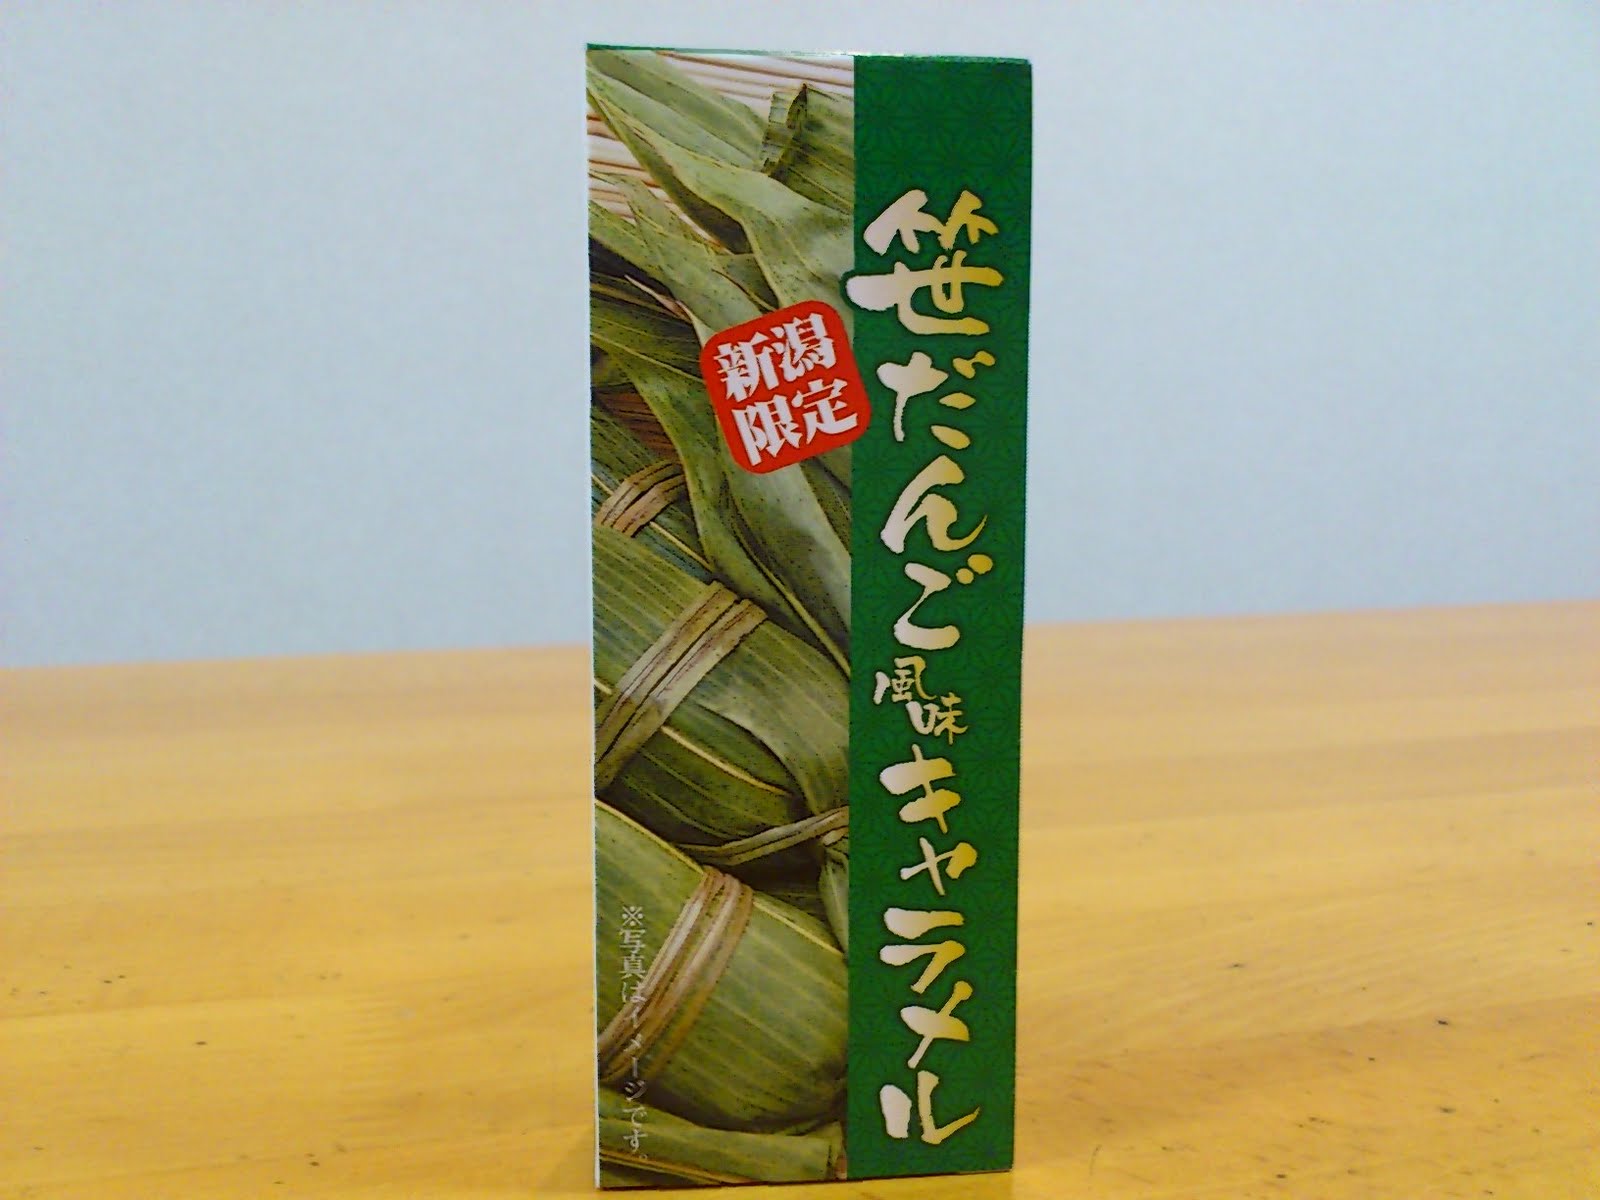 笹だんご風味キャラメル
新潟
限定
※写真はイメージです。